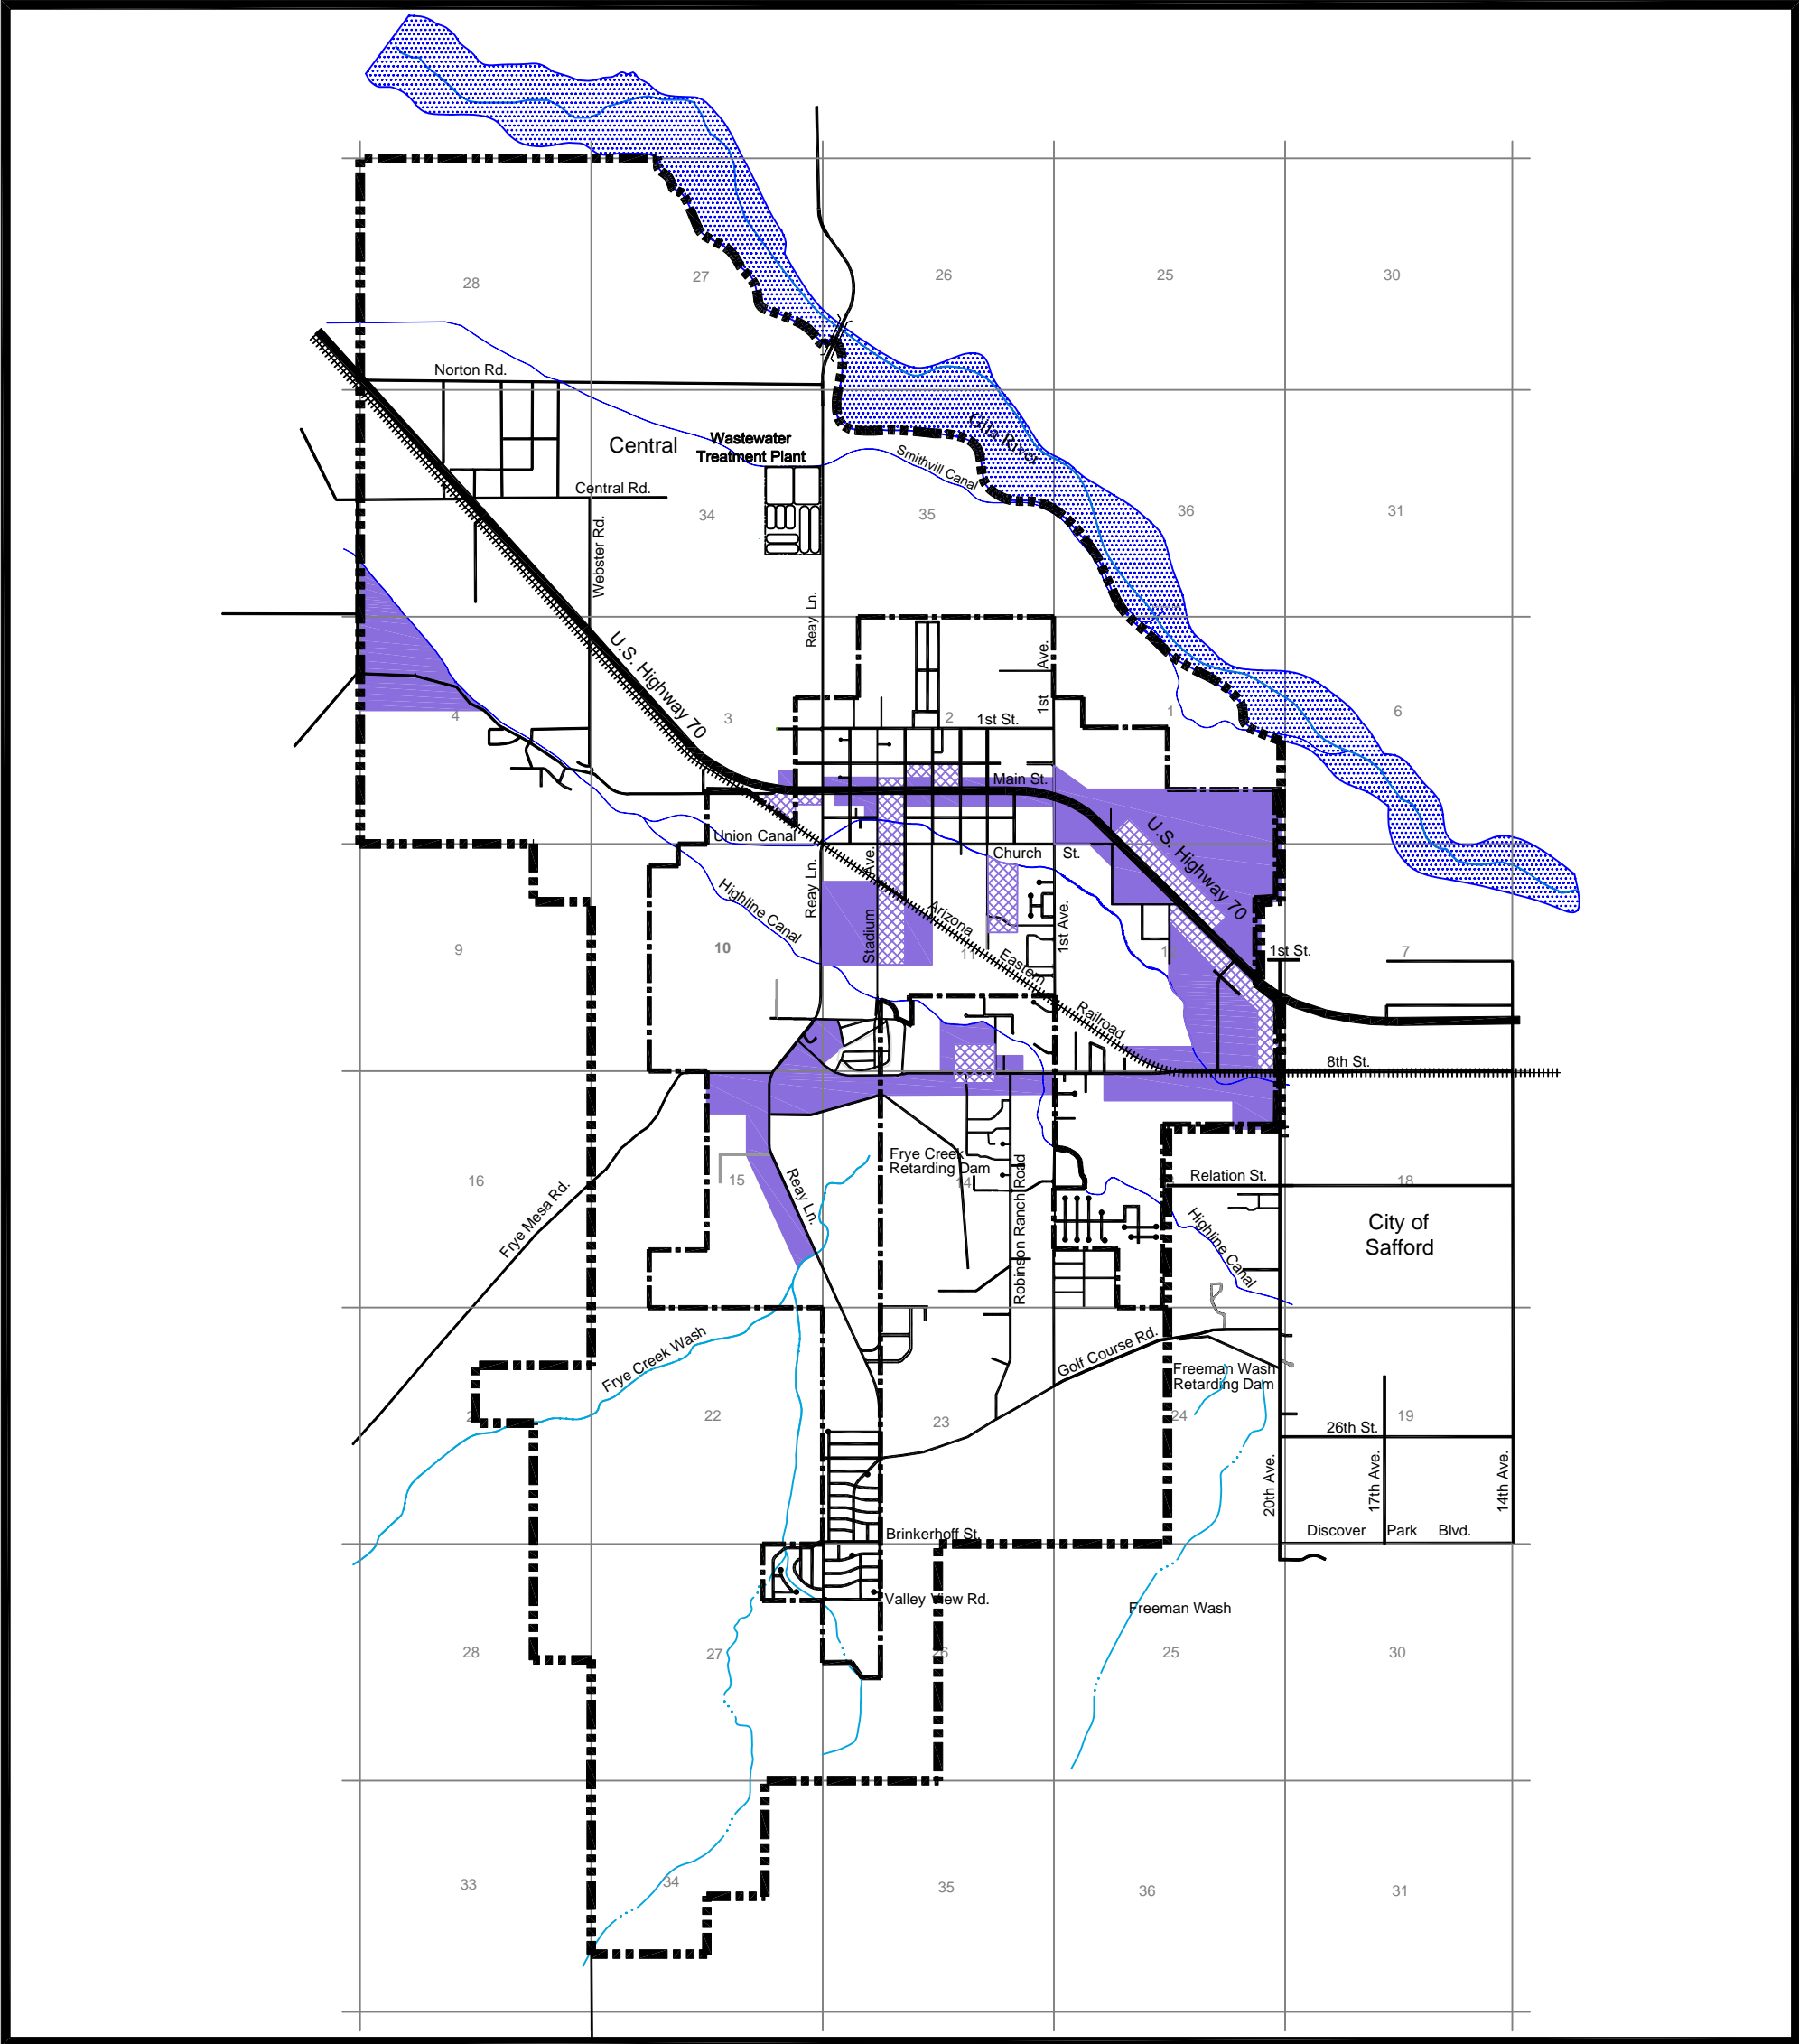 28
27
26
25
30
Norton Rd.
Gila River
Central
Wastewater
Treatment Plant
Smithvill Canal
Central Rd.
34
35
36
31
Webster Rd.
Reay Ln.
U.S. Highway 70
1st Ave.
4
3
2
1st St.
1
6
Main St.
U.S. Highway 70
Union Canal
Church St.
Reay Ln.
Stadium Ave.
Highline Canal
Arizona Eastern Railroad
1st Ave.
9
10
11
1
1st St.
7
8th St.
Frye Creek
Retarding Dam
16
15
14
Relation St.
18
Frye Mesa Rd.
Reay Ln.
Robinson Ranch Road
Highline Canal
City of
Safford
Frye Creek Wash
Golf Course Rd.
Freeman Wash
Retarding Dam
2
22
23
24
19
26th St.
20th Ave.
17th Ave.
14th Ave.
Brinkerhoff St.
Discover Park Blvd.
Valley View Rd.
Freeman Wash
28
27
26
25
30
33
34
35
36
31